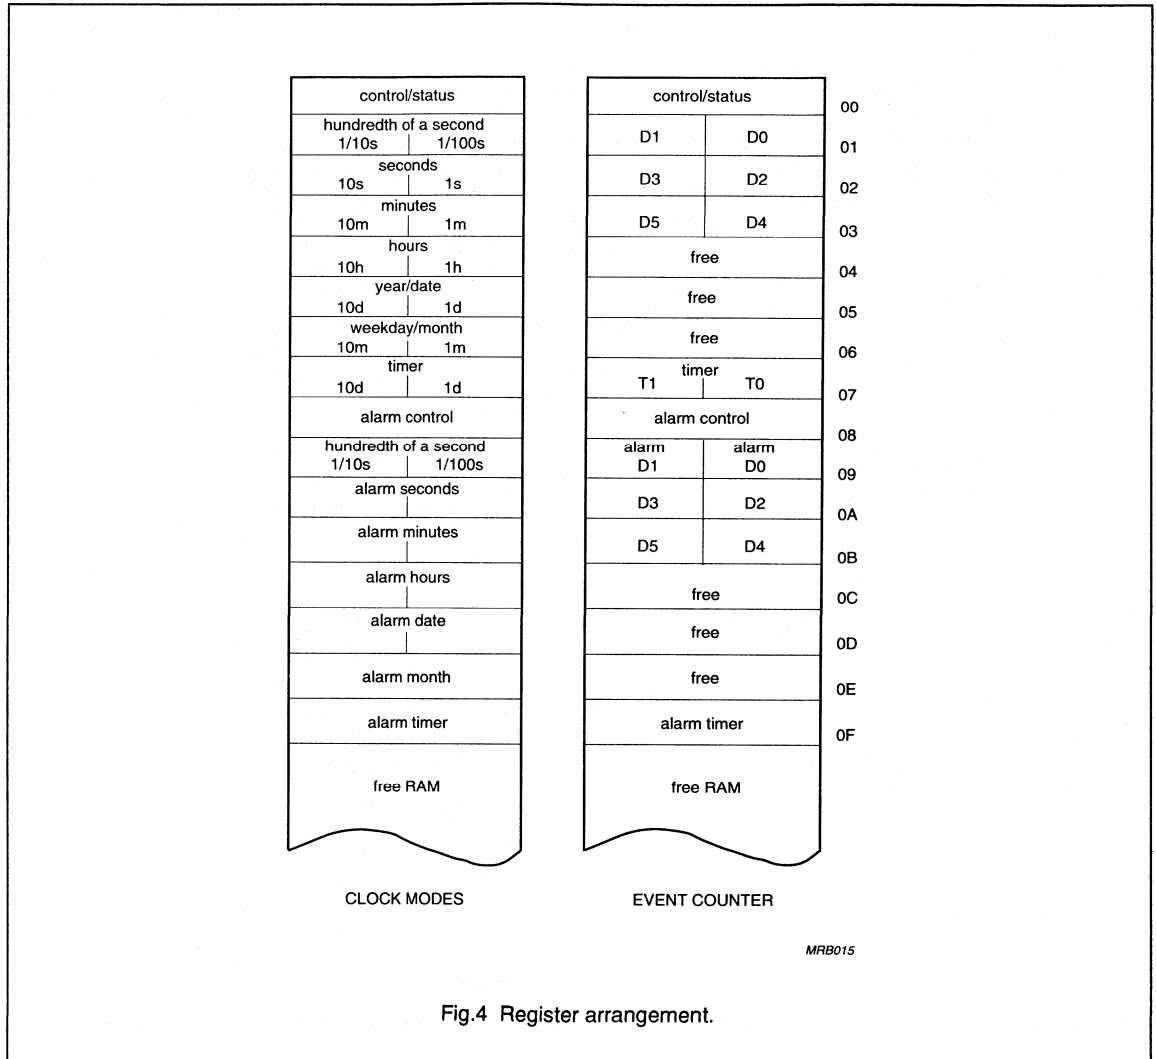 control/status
hundredth of a second
1/10s 1/100s
seconds
10s 1s
minutes
10m 1m
hours
10h 1h
year/date
10d 1d
weekday/month
10m 1m
timer
10d 1d
alarm control
hundredth of a second
1/10s 1/100s
alarm seconds
alarm minutes
alarm hours
alarm date
alarm month
alarm timer
free RAM
CLOCK MODES
control/status
D1 D0
D3 D2
D5 D4
free
free
free
timer
T1 T0
alarm control
alarm alarm
D1 D0
D3 D2
D5 D4
free
free
free
alarm timer
free RAM
EVENT COUNTER
00
01
02
03
04
05
06
07
08
09
0A
0B
0C
0D
0E
0F
MRB015
Fig.4 Register arrangement.